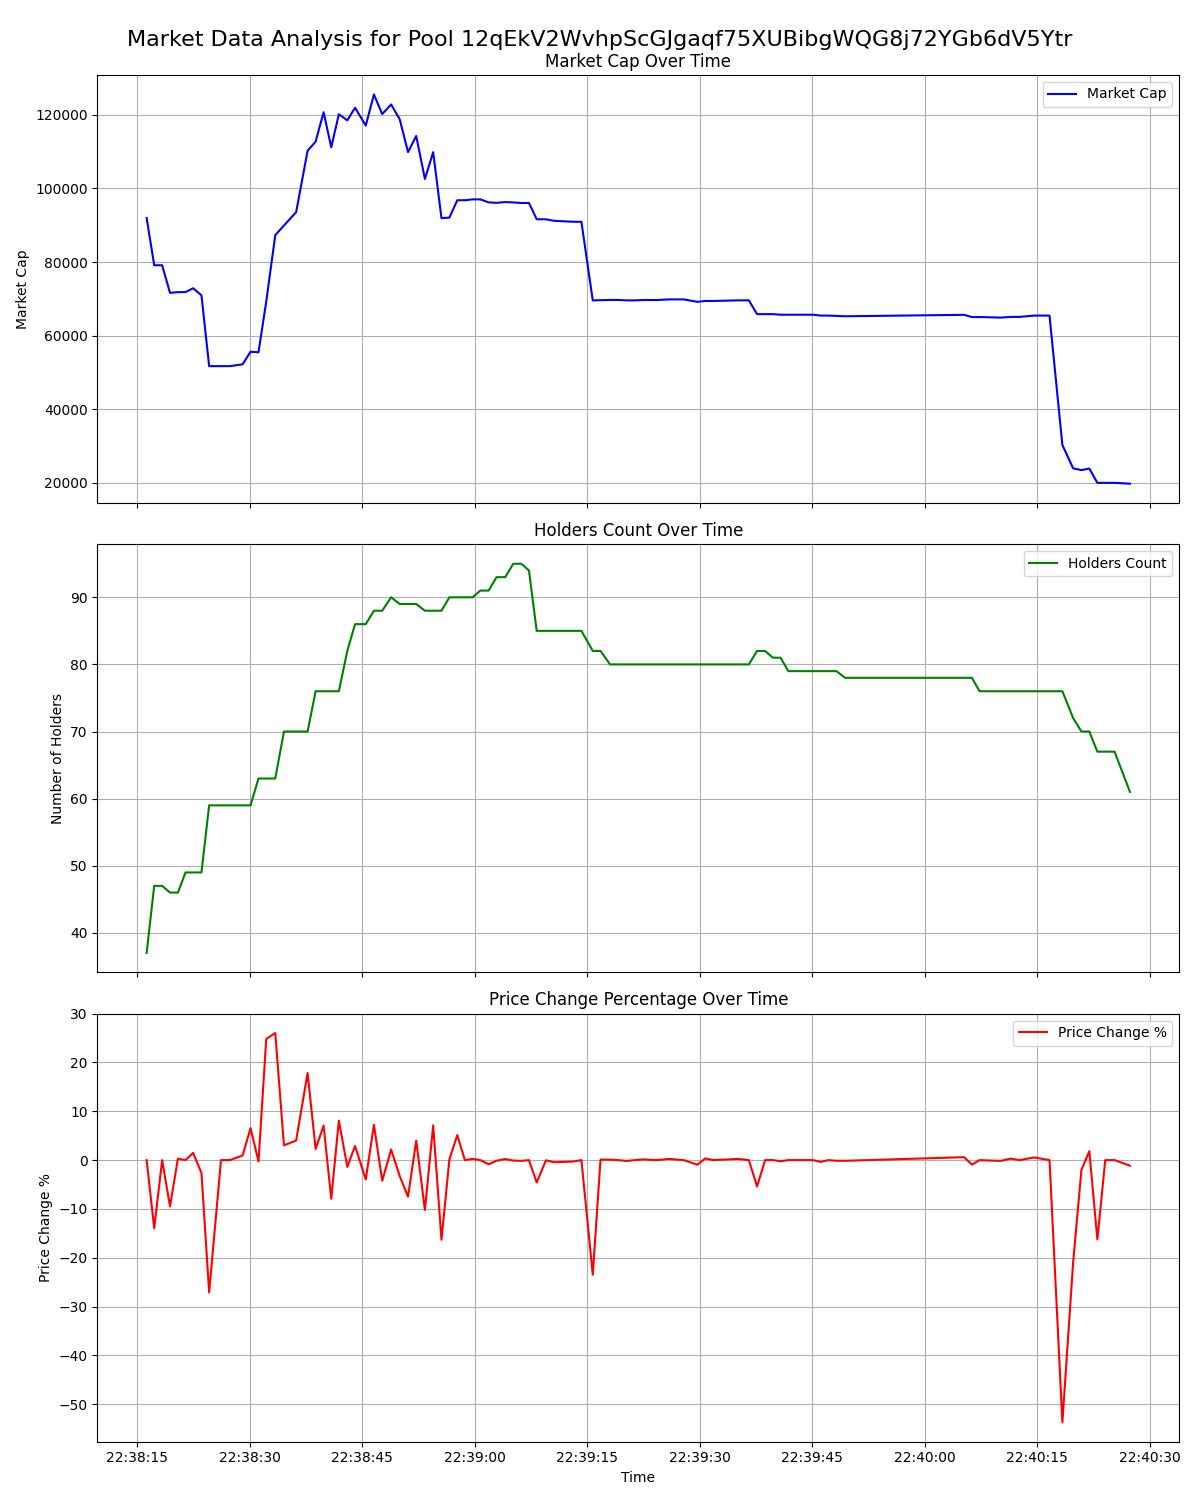 Market Data Analysis for Pool 12qEkV2WvhpScGJgaqf75XUBibgWQG8j72YGb6dV5Ytr
Market Cap Over Time
Market Cap
120000
100000
80000
60000
40000
20000
Market Cap
Holders Count Over Time
Holders Count
90
80
70
60
50
40
Number of Holders
Price Change Percentage Over Time
Price Change %
30
20
10
0
−10
−20
−30
−40
−50
Price Change %
22:38:15 22:38:30 22:38:45 22:39:00 22:39:15 22:39:30 22:39:45 22:40:00 22:40:15 22:40:30
Time